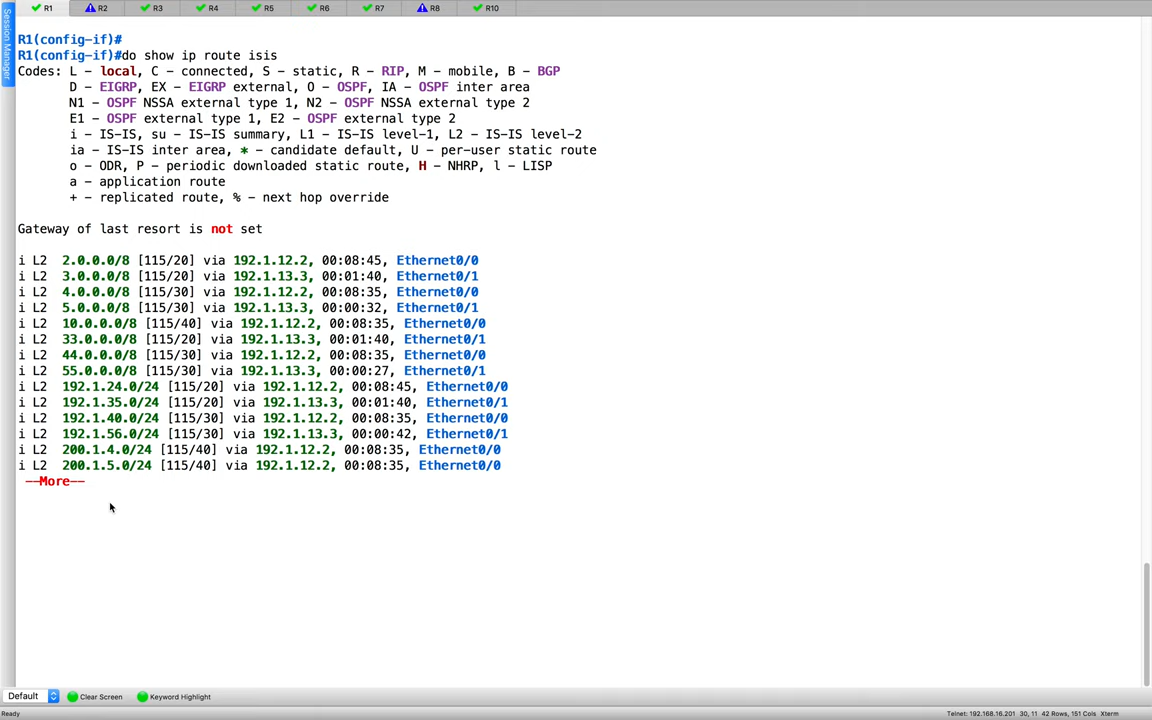 R1 R2 R3 R4 R5 R6 R7 R8 R10
Session Manager
R1(config-if)#
R1(config-if)#do show ip route isis
Codes: L - local, C - connected, S - static, R - RIP, M - mobile, B - BGP
D - EIGRP, EX - EIGRP external, O - OSPF, IA - OSPF inter area
N1 - OSPF NSSA external type 1, N2 - OSPF NSSA external type 2
E1 - OSPF external type 1, E2 - OSPF external type 2
i - IS-IS, su - IS-IS summary, L1 - IS-IS level-1, L2 - IS-IS level-2
ia - IS-IS inter area, * - candidate default, U - per-user static route
o - ODR, P - periodic downloaded static route, H - NHRP, l - LISP
a - application route
+ - replicated route, % - next hop override
Gateway of last resort is not set
i L2 2.0.0.0/8 [115/20] via 192.1.12.2, 00:08:45, Ethernet0/0
i L2 3.0.0.0/8 [115/20] via 192.1.13.3, 00:01:40, Ethernet0/1
i L2 4.0.0.0/8 [115/30] via 192.1.12.2, 00:08:35, Ethernet0/0
i L2 5.0.0.0/8 [115/30] via 192.1.13.3, 00:00:32, Ethernet0/1
i L2 10.0.0.0/8 [115/40] via 192.1.12.2, 00:08:35, Ethernet0/0
i L2 33.0.0.0/8 [115/20] via 192.1.13.3, 00:01:40, Ethernet0/1
i L2 44.0.0.0/8 [115/30] via 192.1.12.2, 00:08:35, Ethernet0/0
i L2 55.0.0.0/8 [115/30] via 192.1.13.3, 00:00:27, Ethernet0/1
i L2 192.1.24.0/24 [115/20] via 192.1.12.2, 00:08:45, Ethernet0/0
i L2 192.1.35.0/24 [115/20] via 192.1.13.3, 00:01:40, Ethernet0/1
i L2 192.1.40.0/24 [115/30] via 192.1.12.2, 00:08:35, Ethernet0/0
i L2 192.1.56.0/24 [115/30] via 192.1.13.3, 00:00:42, Ethernet0/1
i L2 200.1.4.0/24 [115/40] via 192.1.12.2, 00:08:35, Ethernet0/0
i L2 200.1.5.0/24 [115/40] via 192.1.12.2, 00:08:35, Ethernet0/0
--More--
Default Clear Screen Keyword Highlight
Ready Telnet: 192.168.16.201 30, 11 42 Rows, 151 Cols Xterm